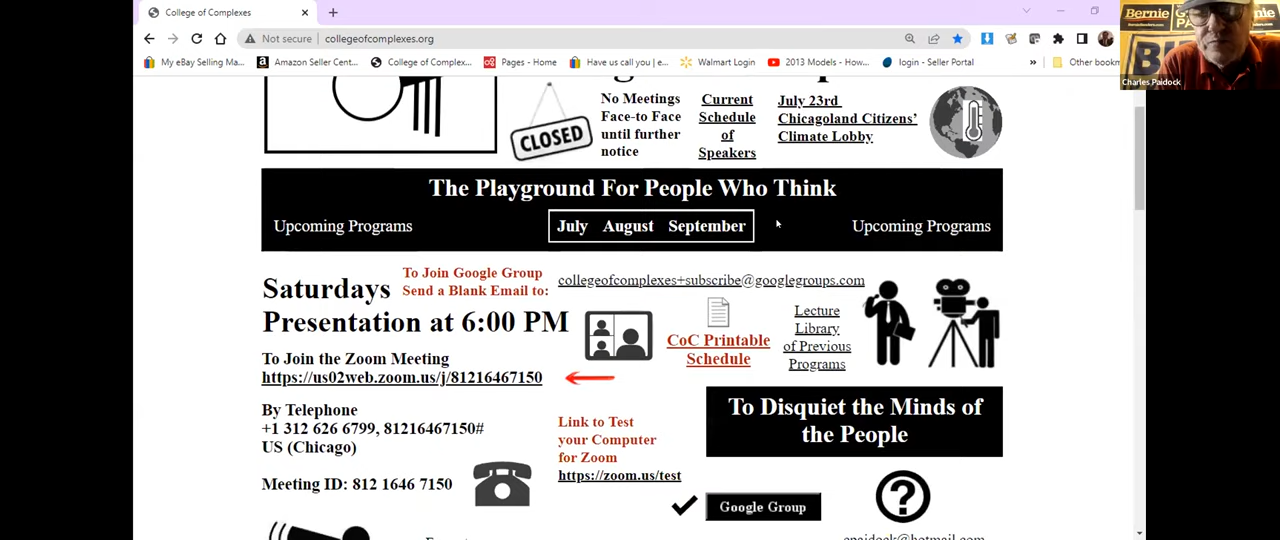 College of Complexes
Not secure | collegeofcomplexes.org
My eBay Selling Ma...
Amazon Seller Cent...
College of Complex...
Pages - Home
Have us call you | e...
Walmart Login
2013 Models - How...
login - Seller Portal
»
Other bookm
Bernie
Charles Paidock
CLOSED
No Meetings
Face-to Face
until further
notice
Current
Schedule
of
Speakers
July 23rd
Chicagoland Citizens’
Climate Lobby
The Playground For People Who Think
Upcoming Programs
July August September
Upcoming Programs
Saturdays
Presentation at 6:00 PM
To Join Google Group
Send a Blank Email to:
collegeofcomplexes+subscribe@googlegroups.com
CoC Printable
Schedule
Lecture
Library
of Previous
Programs
To Join the Zoom Meeting
https://us02web.zoom.us/j/81216467150
By Telephone
+1 312 626 6799, 81216467150#
US (Chicago)
Meeting ID: 812 1646 7150
Link to Test
your Computer
for Zoom
https://zoom.us/test
To Disquiet the Minds of
the People
Google Group
cpaidock@hotmail.com